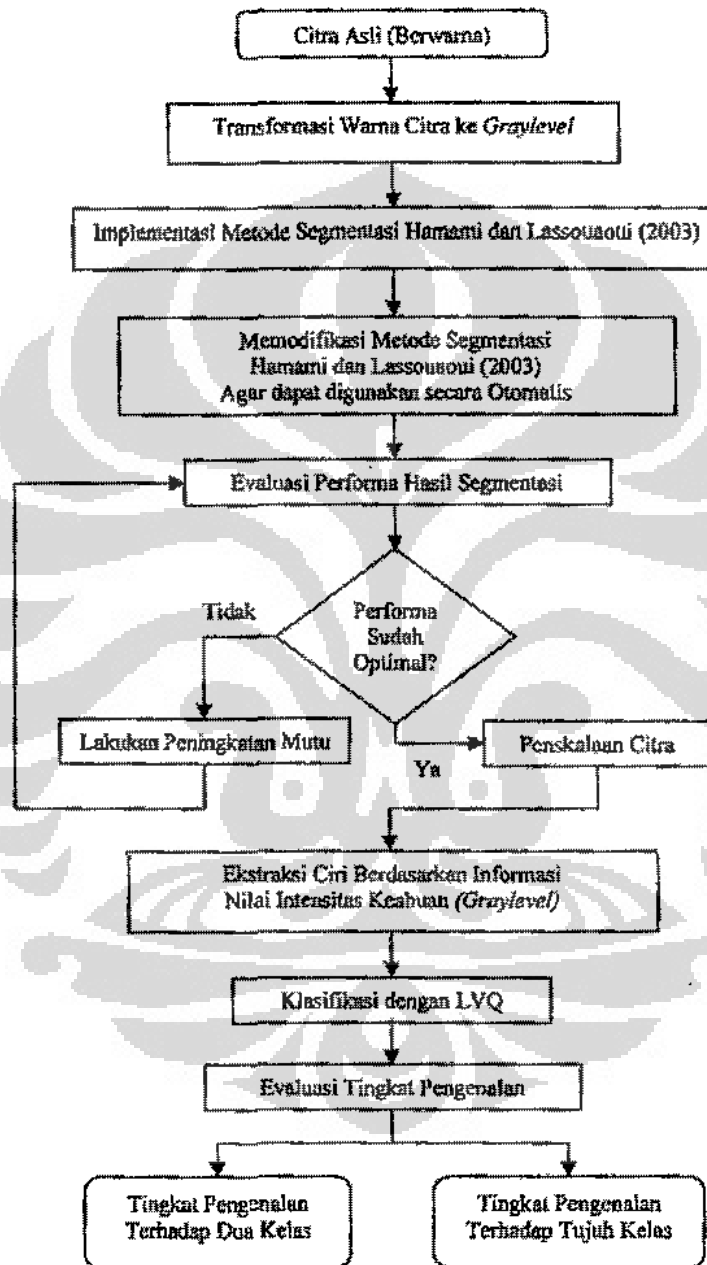 Citra Asli (Berwarna)
Transformasi Warna Citra ke Graylevel
Implementasi Metode Segmentasi Hamami dan Lassouaoui (2003)
Memodifikasi Metode Segmentasi
Hamami dan Lassouaoui (2003)
Agar dapat digunakan secara Otomatis
Evaluasi Performa Hasil Segmentasi
Tidak
Performa
Sudah
Optimal?
Lakukan Peningkatan Mutu
Ya
Penskalaan Citra
Ekstraksi Ciri Berdasarkan Informasi
Nilai Intensitas Keabuan (Graylevel)
Klasifikasi dengan LVQ
Evaluasi Tingkat Pengenalan
Tingkat Pengenalan
Terhadap Dua Kelas
Tingkat Pengenalan
Terhadap Tujuh Kelas